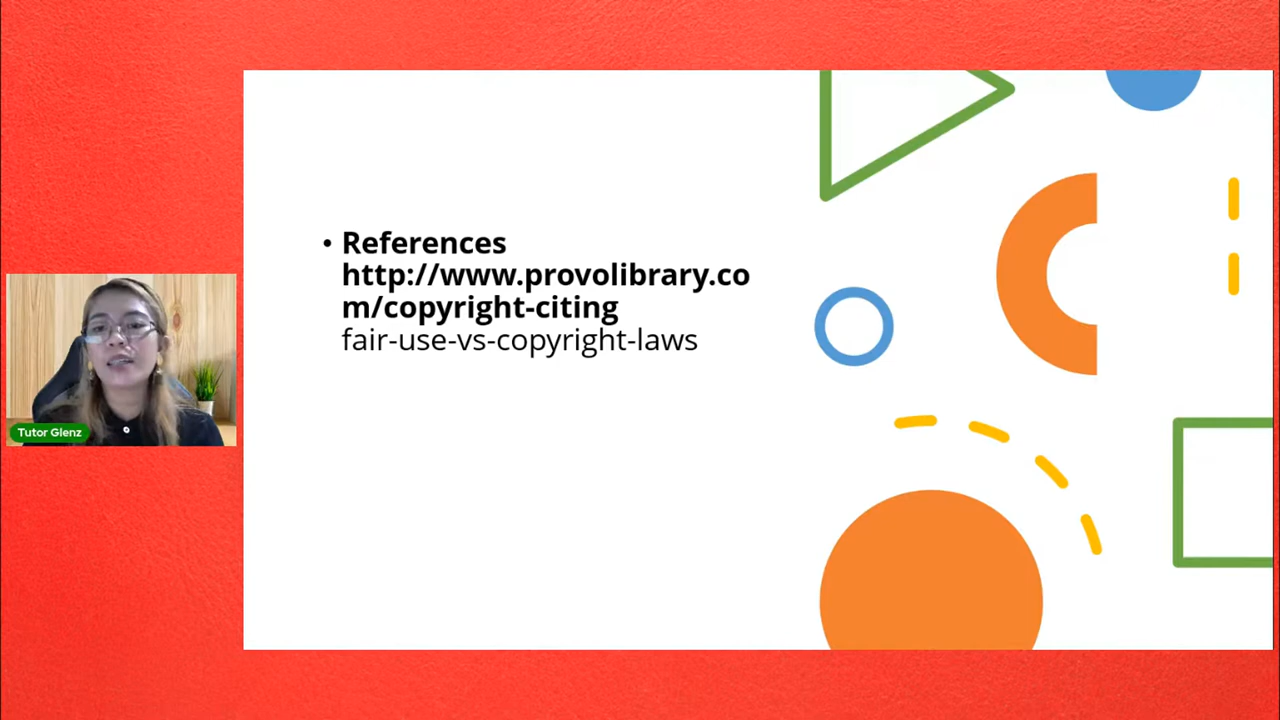 • References
http://www.provolibrary.co
m/copyright-citing
fair-use-vs-copyright-laws
Tutor Glenz